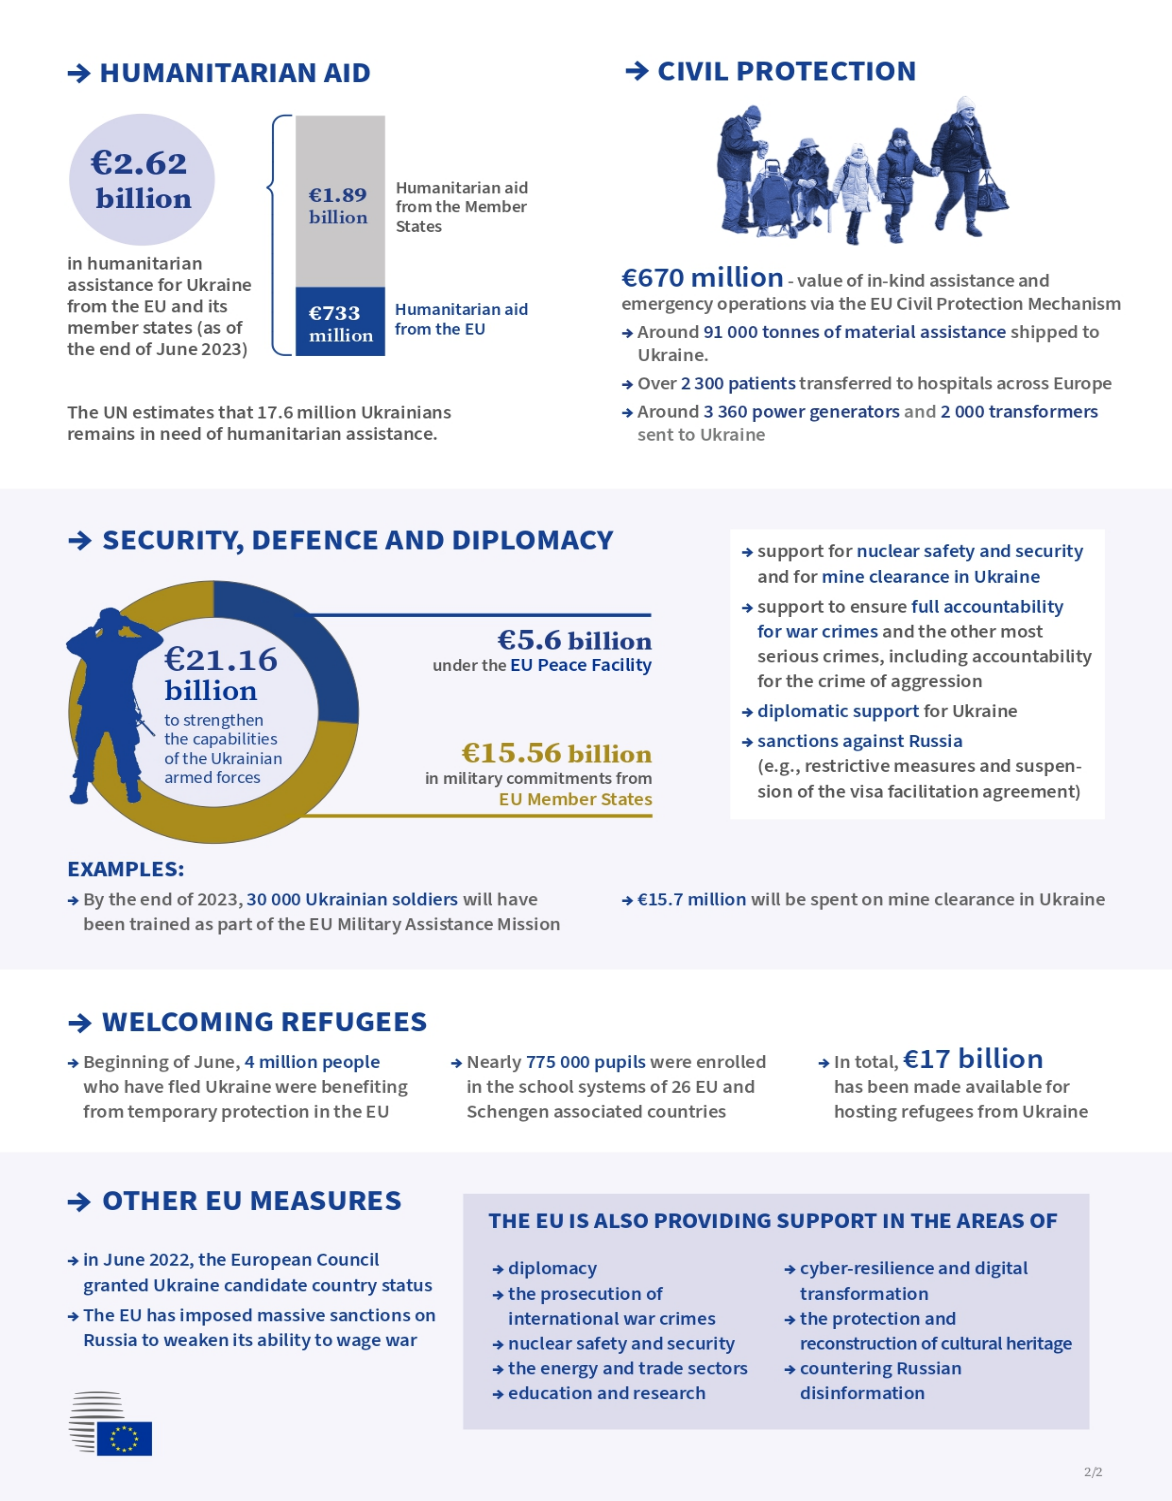 → HUMANITARIAN AID
€2.62
billion
in humanitarian
assistance for Ukraine
from the EU and its
member states (as of
the end of June 2023)
€1.89
billion
Humanitarian aid
from the Member
States
€733
million
Humanitarian aid
from the EU
The UN estimates that 17.6 million Ukrainians
remains in need of humanitarian assistance.
→ CIVIL PROTECTION
€670 million - value of in-kind assistance and
emergency operations via the EU Civil Protection Mechanism
→ Around 91 000 tonnes of material assistance shipped to
Ukraine.
→ Over 2 300 patients transferred to hospitals across Europe
→ Around 3 360 power generators and 2 000 transformers
sent to Ukraine
→ SECURITY, DEFENCE AND DIPLOMACY
€21.16
billion
to strengthen
the capabilities
of the Ukrainian
armed forces
€5.6 billion
under the EU Peace Facility
€15.56 billion
in military commitments from
EU Member States
→ support for nuclear safety and security
and for mine clearance in Ukraine
→ support to ensure full accountability
for war crimes and the other most
serious crimes, including accountability
for the crime of aggression
→ diplomatic support for Ukraine
→ sanctions against Russia
(e.g., restrictive measures and suspen-
sion of the visa facilitation agreement)
EXAMPLES:
→ By the end of 2023, 30 000 Ukrainian soldiers will have
been trained as part of the EU Military Assistance Mission
→ €15.7 million will be spent on mine clearance in Ukraine
→ WELCOMING REFUGEES
→ Beginning of June, 4 million people
who have fled Ukraine were benefiting
from temporary protection in the EU
→ Nearly 775 000 pupils were enrolled
in the school systems of 26 EU and
Schengen associated countries
→ In total, €17 billion
has been made available for
hosting refugees from Ukraine
→ OTHER EU MEASURES
→ in June 2022, the European Council
granted Ukraine candidate country status
→ The EU has imposed massive sanctions on
Russia to weaken its ability to wage war
THE EU IS ALSO PROVIDING SUPPORT IN THE AREAS OF
→ diplomacy
→ the prosecution of
international war crimes
→ nuclear safety and security
→ the energy and trade sectors
→ education and research
→ cyber-resilience and digital
transformation
→ the protection and
reconstruction of cultural heritage
→ countering Russian
disinformation
2/2